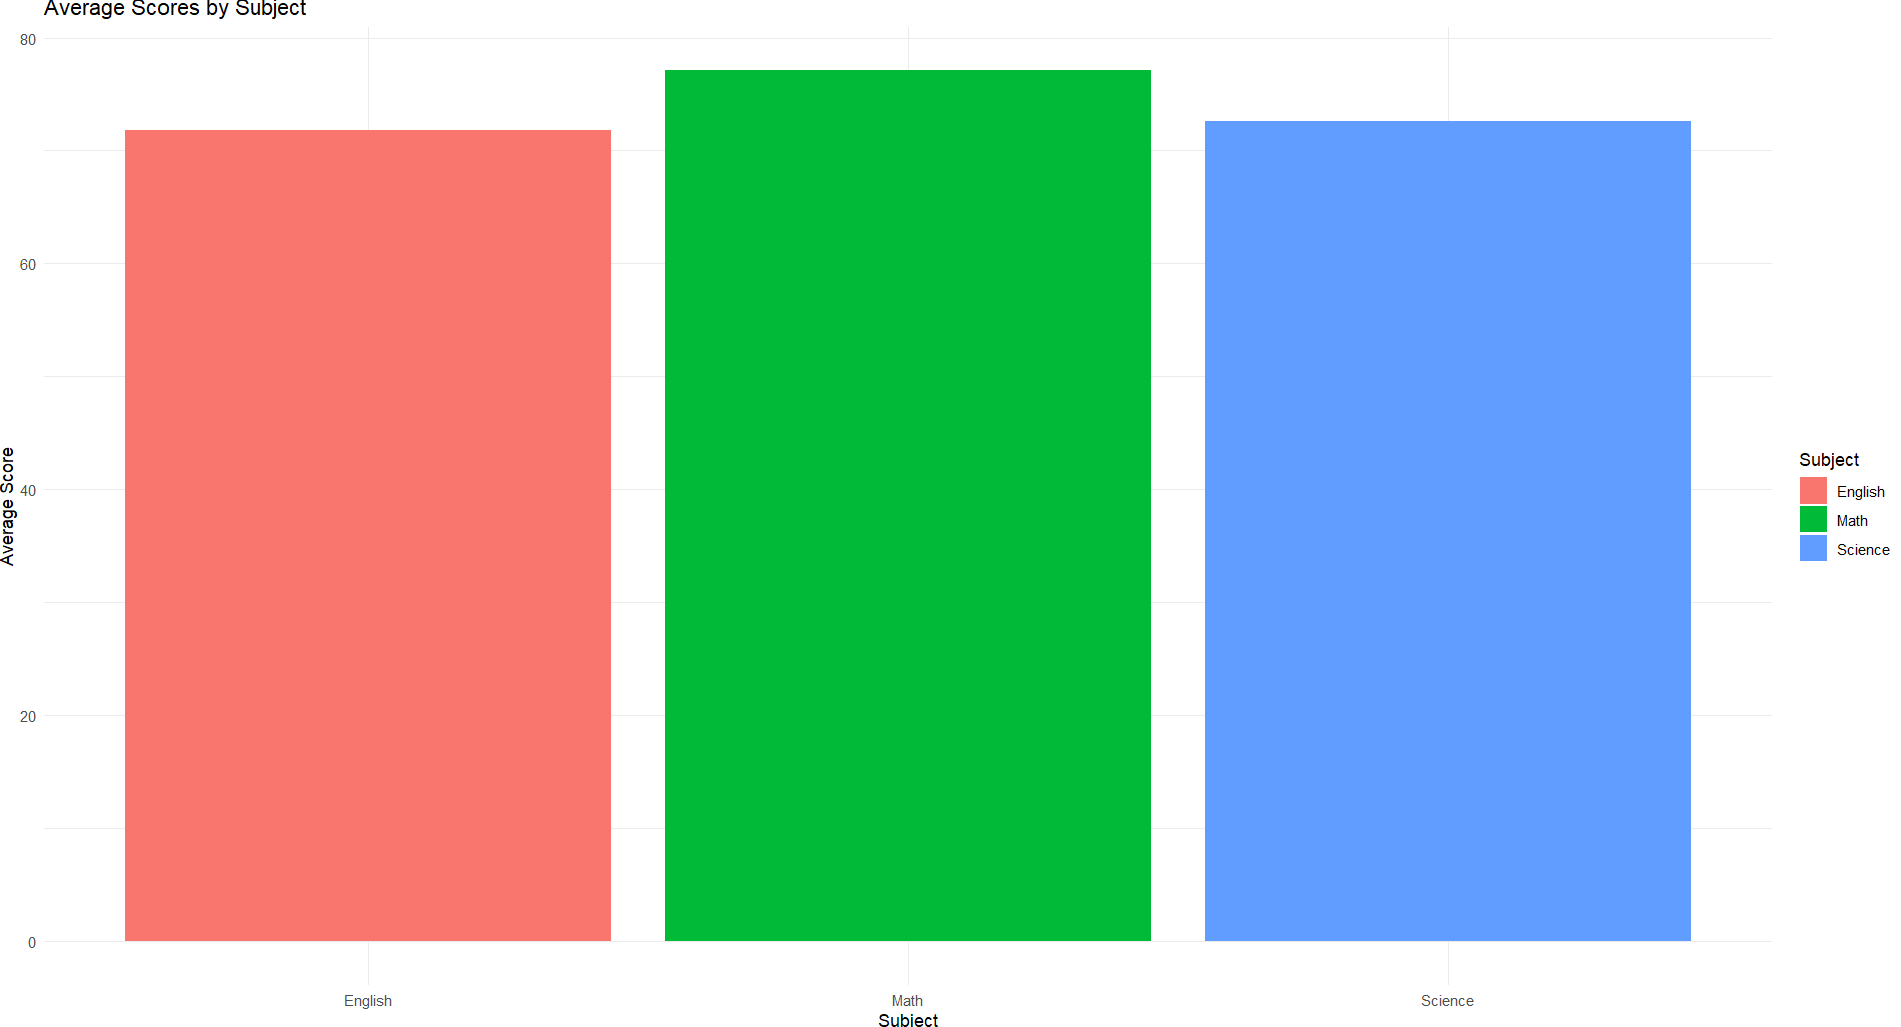 Average Scores by Subject
80
60
40
20
0
Average Score
English
Math
Science
Subject
Subject
English
Math
Science